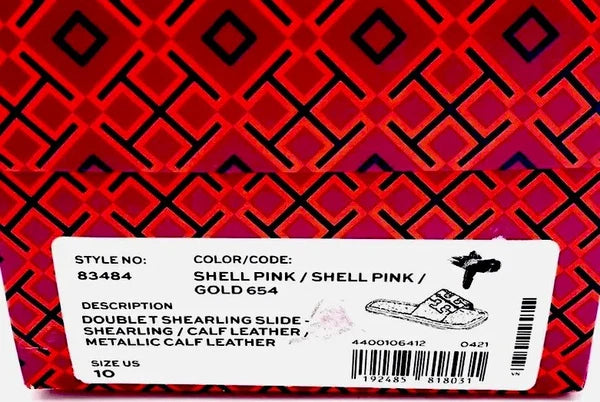 STYLE NO:
83484
COLOR/CODE:
SHELL PINK / SHELL PINK /
GOLD 654
DESCRIPTION
DOUBLE T SHEARLING SLIDE -
SHEARLING / CALF LEATHER,
METALLIC CALF LEATHER
SIZE US
10
4400106412 0421
192485 818031